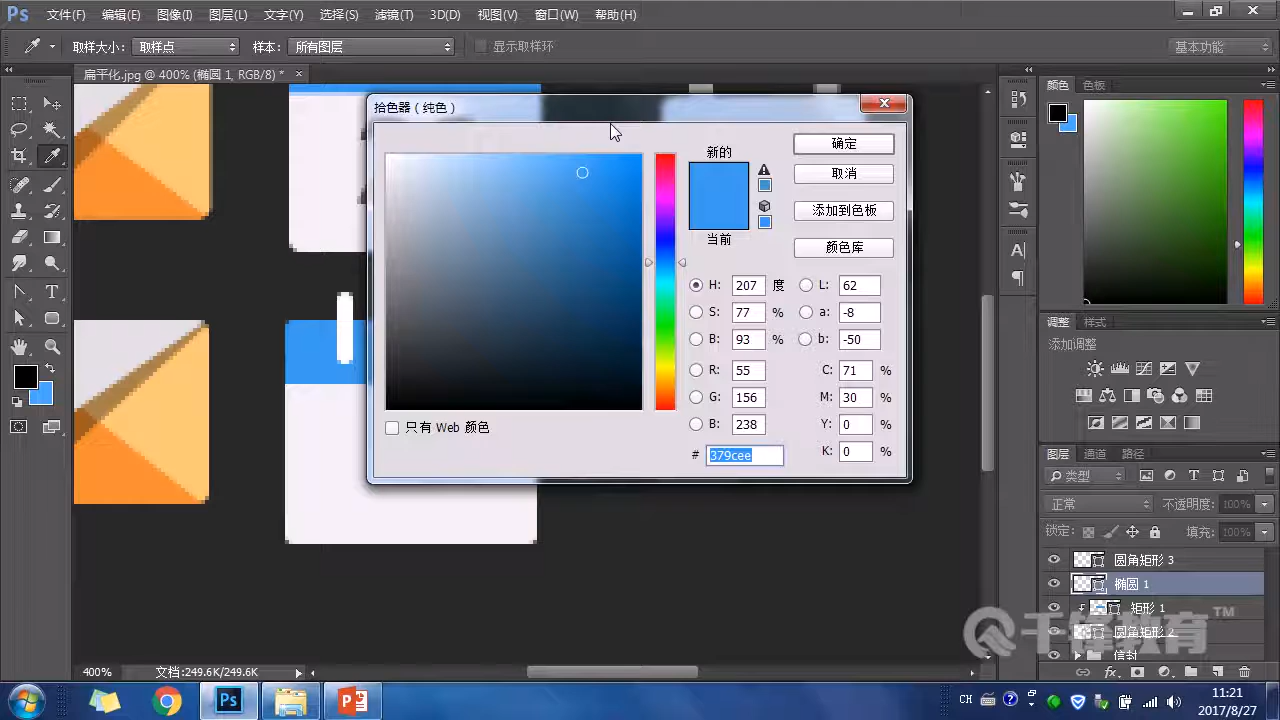 Ps 文件(F) 编辑(E) 图像(I) 图层(L) 文字(Y) 选择(S) 滤镜(T) 3D(D) 视图(V) 窗口(W) 帮助(H)
取样大小: 取样点 样本: 所有图层 显示取样环 基本功能
扁平化.jpg @ 400% (椭圆 1, RGB/8) * ×
颜色 色板
拾色器（纯色）
新的
当前
确定
取消
添加到色板
颜色库
H: 207 度 L: 62
S: 77 % a: -8
B: 93 % b: -50
R: 55 C: 71 %
G: 156 M: 30 %
B: 238 Y: 0 %
# 379cee K: 0 %
只有 Web 颜色
调整 样式
添加调整
图层 通道 路径
类型
正常 不透明度: 100%
锁定: 填充: 100%
圆角矩形 3
椭圆 1
矩形 1
圆角矩形 2
信封
千锋教育™
400% 文档:249.6K/249.6K
Ps
CH
11:21
2017/8/27